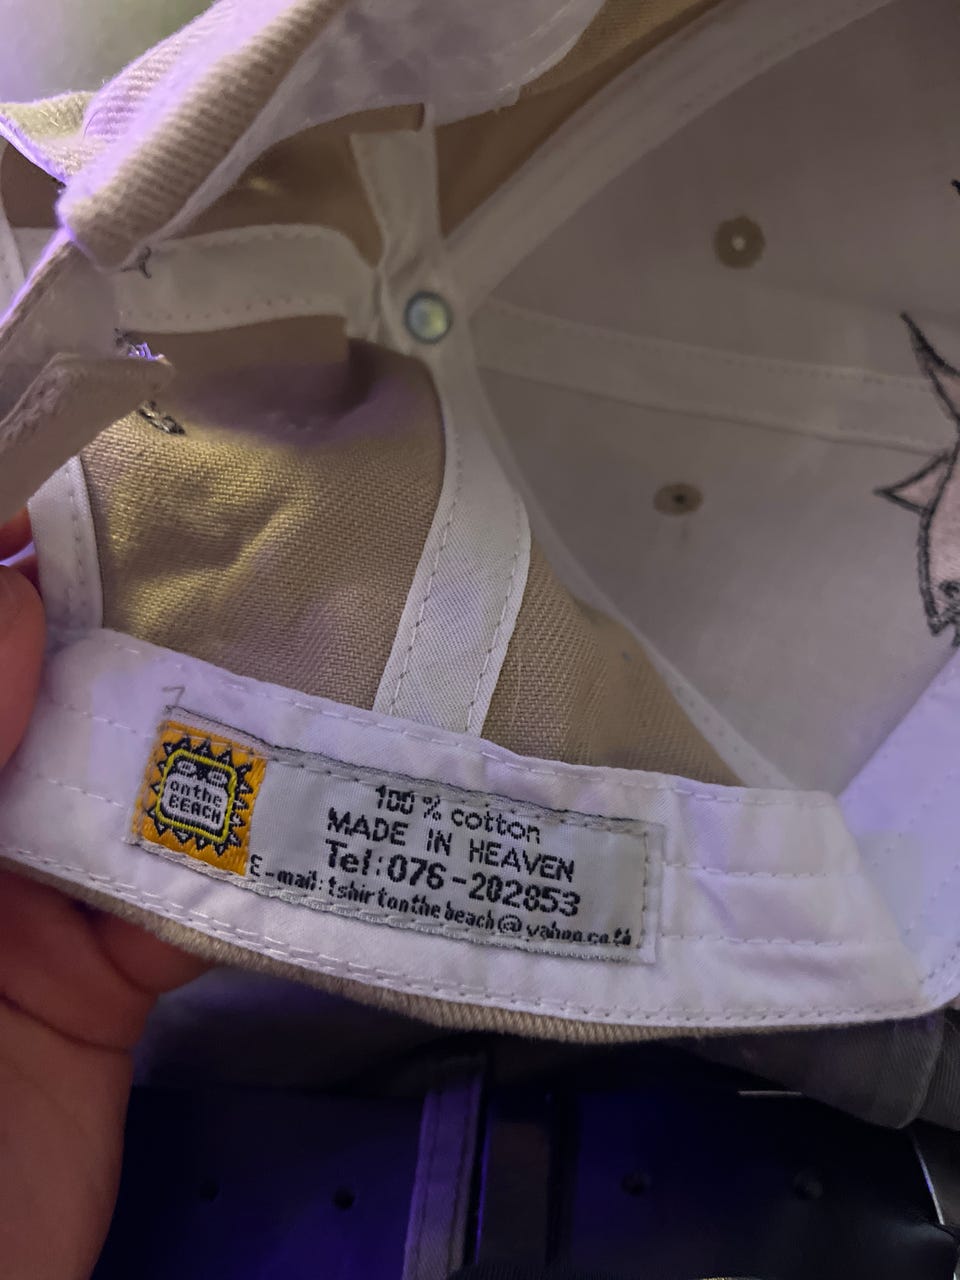 on the
BEACH
100 % cotton
MADE IN HEAVEN
Tel:076-202853
E-mail:tshirtonthebeach@yahoo.co.th